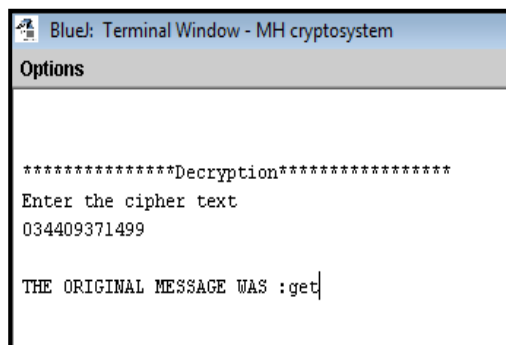 BlueJ: Terminal Window - MH cryptosystem
Options
***************Decryption*****************
Enter the cipher text
034409371499
THE ORIGINAL MESSAGE WAS :get